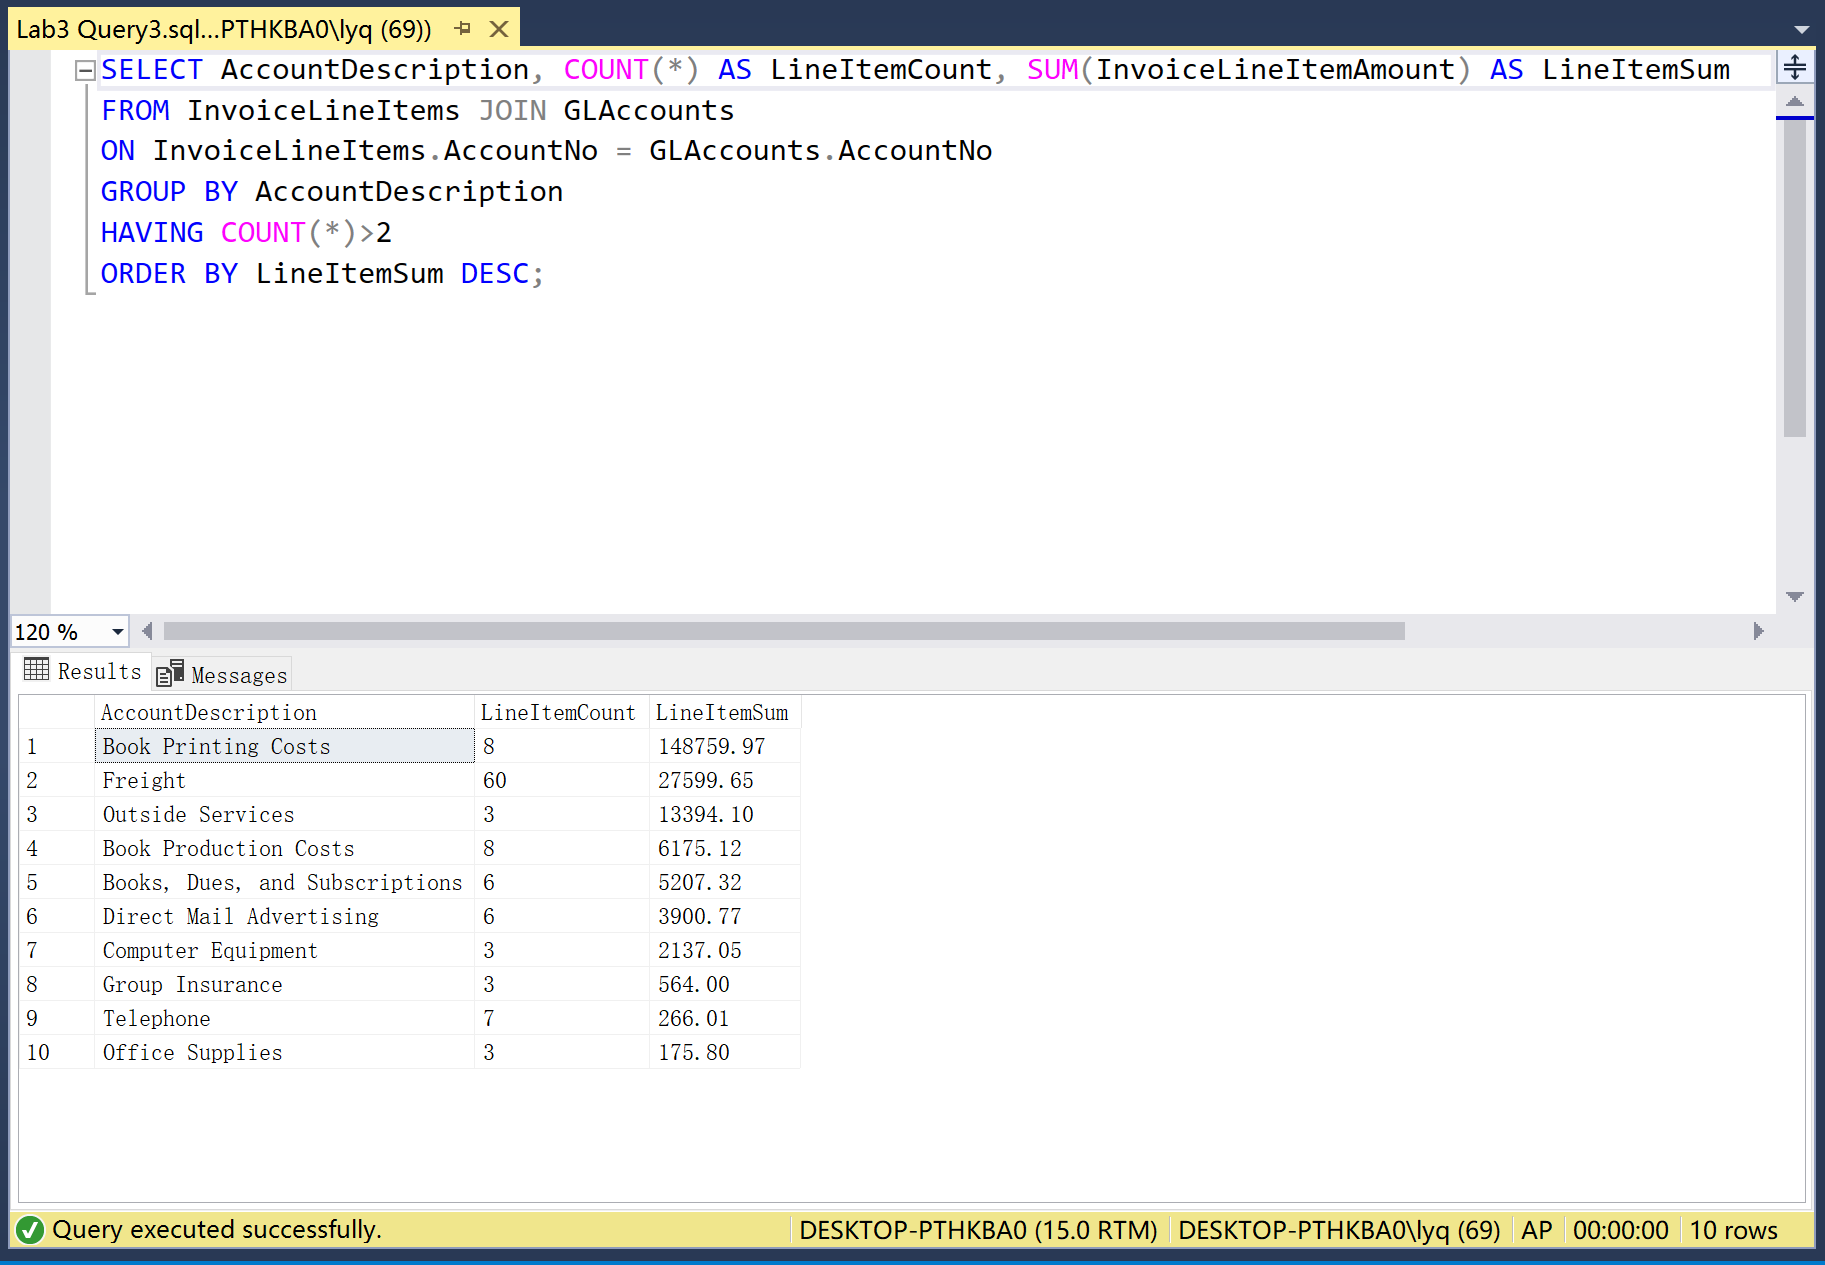 Lab3 Query3.sql...PTHKBA0\lyq (69))
SELECT AccountDescription, COUNT(*) AS LineItemCount, SUM(InvoiceLineItemAmount) AS LineItemSum
FROM InvoiceLineItems JOIN GLAccounts
ON InvoiceLineItems.AccountNo = GLAccounts.AccountNo
GROUP BY AccountDescription
HAVING COUNT(*)>2
ORDER BY LineItemSum DESC;
120 %
Results Messages
AccountDescription LineItemCount LineItemSum
1 Book Printing Costs 8 148759.97
2 Freight 60 27599.65
3 Outside Services 3 13394.10
4 Book Production Costs 8 6175.12
5 Books, Dues, and Subscriptions 6 5207.32
6 Direct Mail Advertising 6 3900.77
7 Computer Equipment 3 2137.05
8 Group Insurance 3 564.00
9 Telephone 7 266.01
10 Office Supplies 3 175.80
Query executed successfully. DESKTOP-PTHKBA0 (15.0 RTM) DESKTOP-PTHKBA0\lyq (69) AP 00:00:00 10 rows